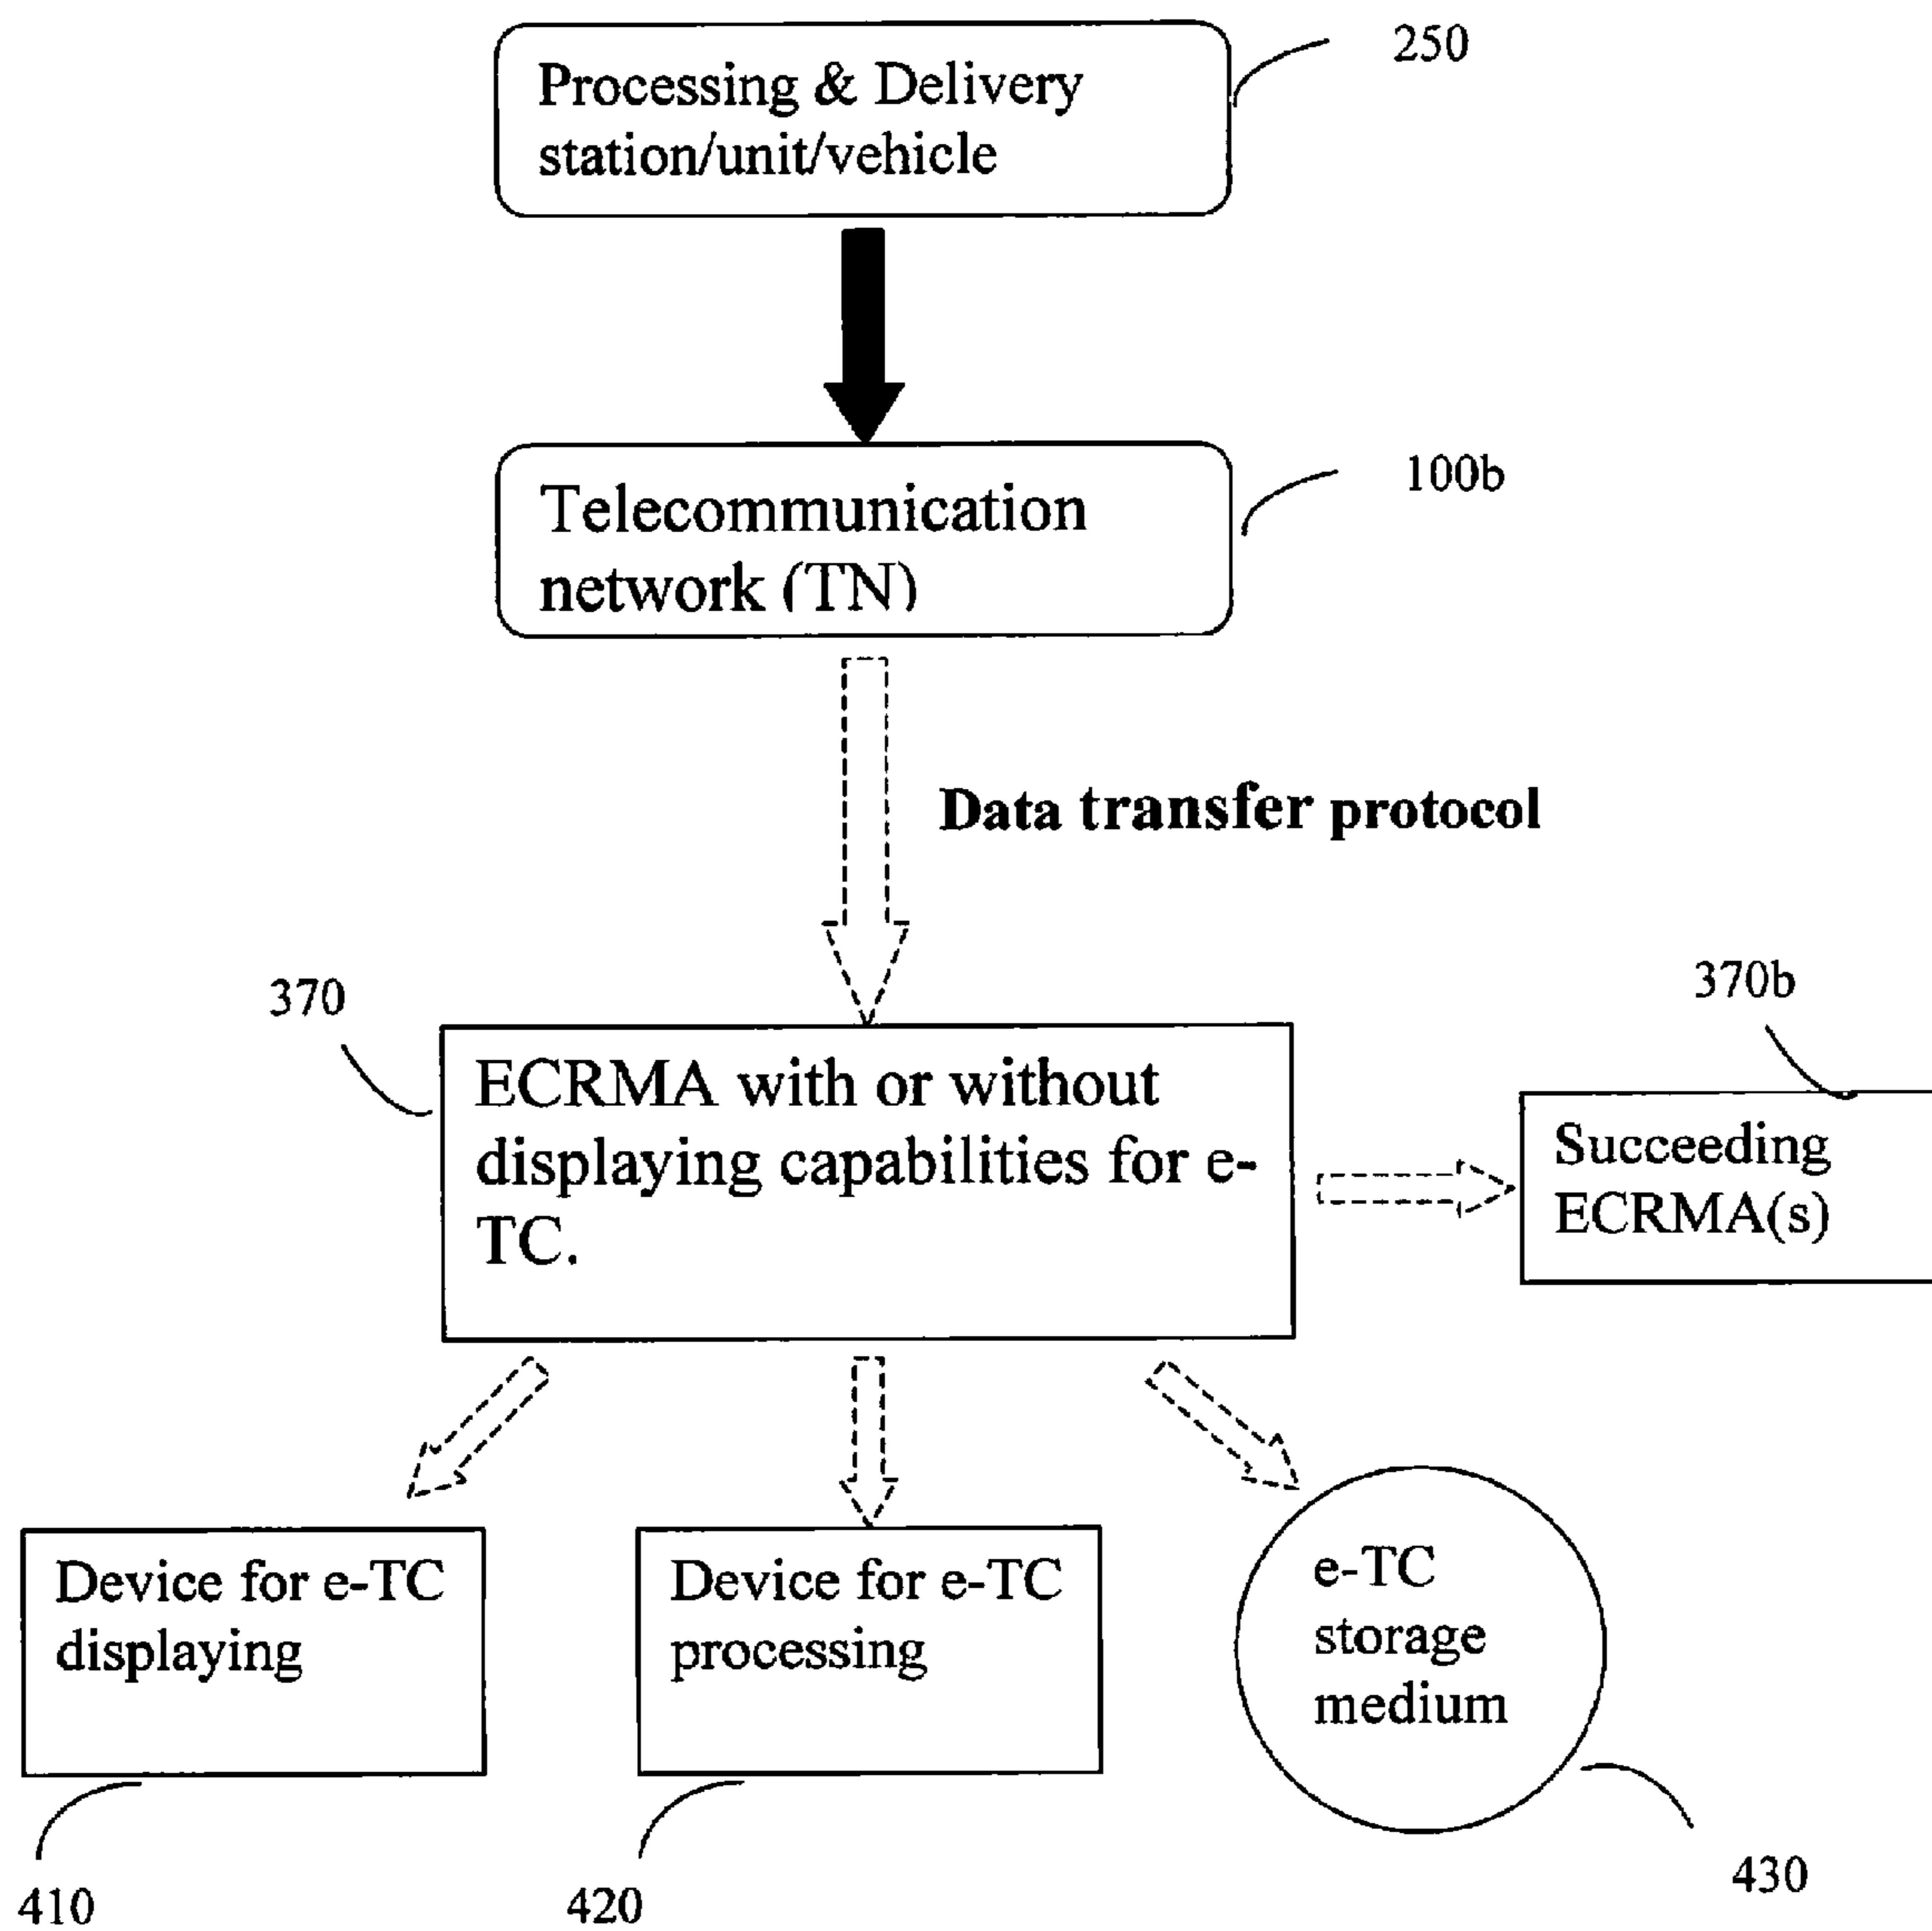 250
Processing & Delivery
station/unit/vehicle
100b
Telecommunication
network (TN)
Data transfer protocol
370
370b
ECRMA with or without
displaying capabilities for e-
TC.
Succeeding
ECRMA(s)
Device for e-TC
displaying
Device for e-TC
processing
e-TC
storage
medium
410
420
430